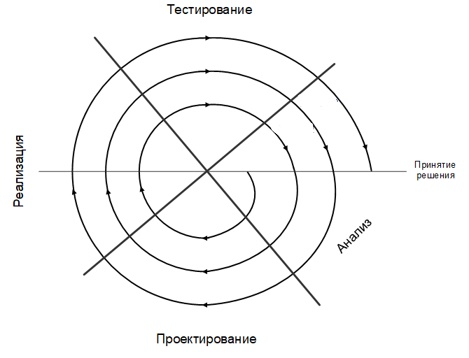 Тестирование
Реализация
Принятие
решения
Анализ
Проектирование